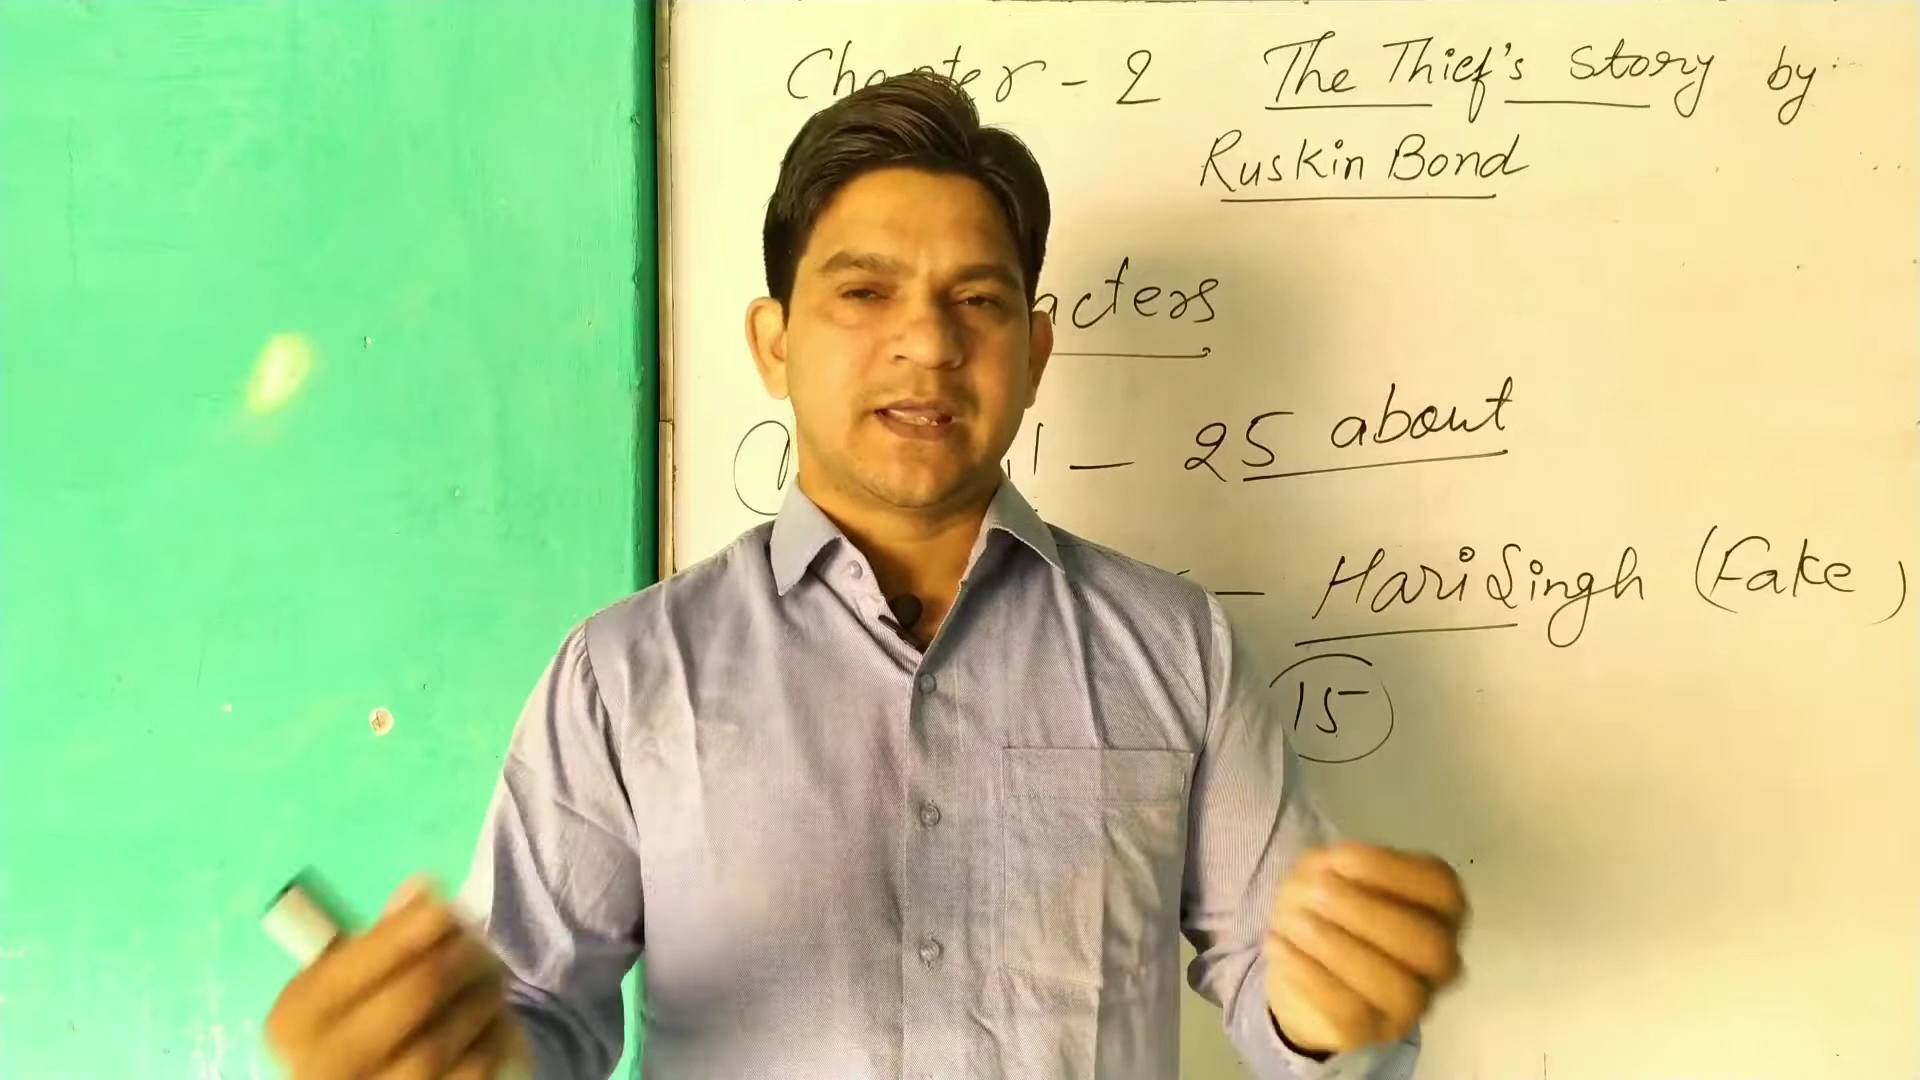 Chapter - 2 The Thief's Story by
Ruskin Bond
acters
— 25 about
— Hari Singh (Fake)
15